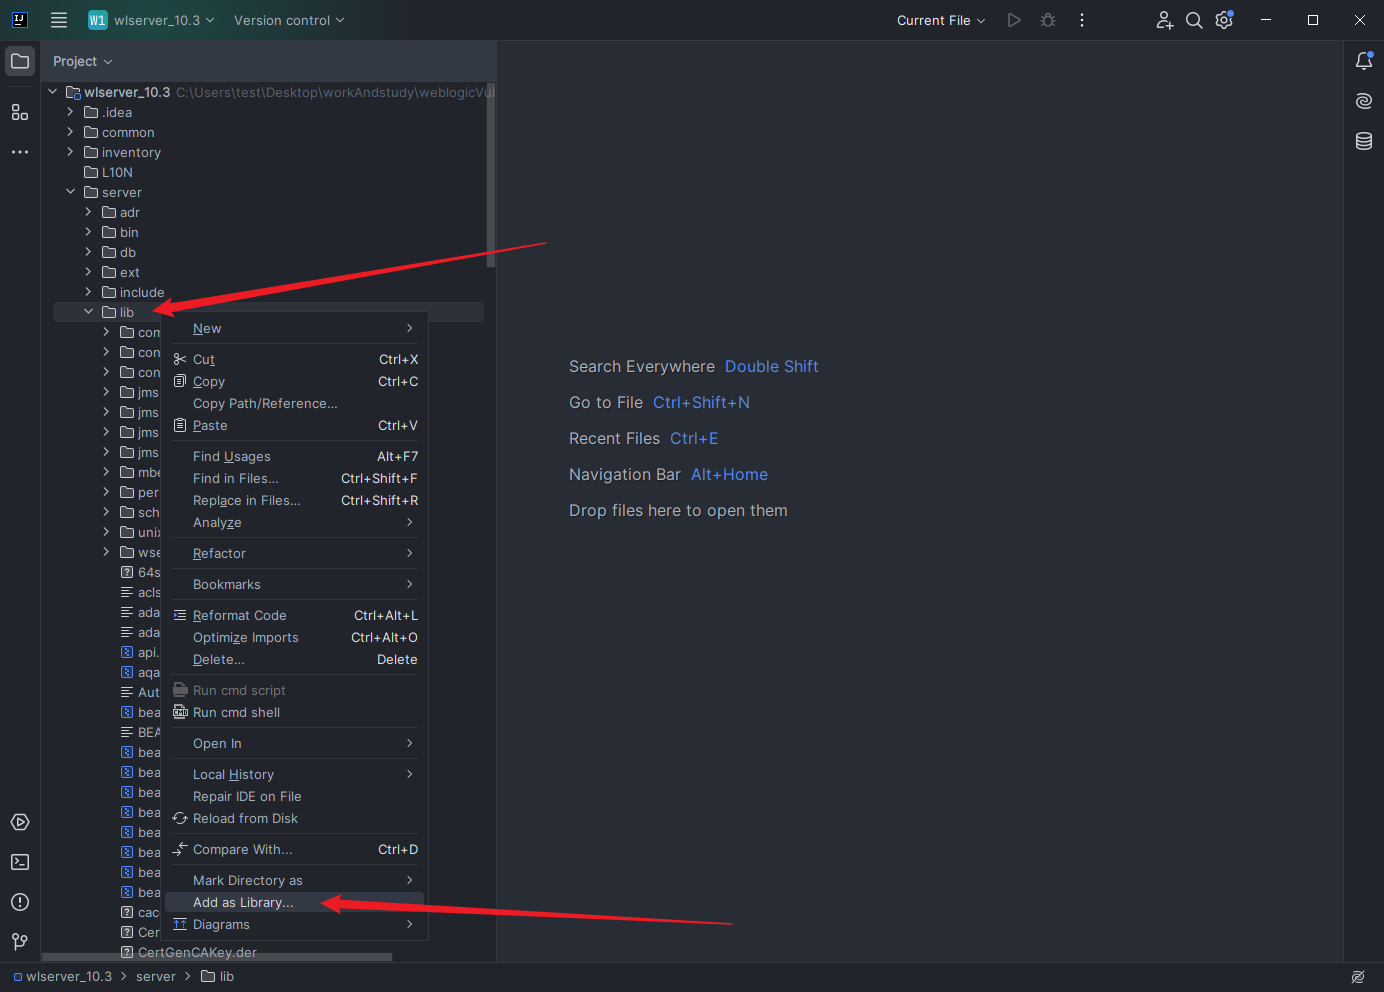 W1 wlserver_10.3 Version control Current File
Project
wlserver_10.3 C:\Users\test\Desktop\workAndstudy\weblogicVul
.idea
common
inventory
L10N
server
adr
bin
db
ext
include
lib
com
con
con
jms
jms
jms
jms
mbe
per
sch
unix
wse
64s
acls
ada
ada
api.
aqa
Aut
bea
BEA
bea
bea
bea
bea
bea
bea
bea
bea
cac
Cer
CertGenCAKey.der
New
Cut Ctrl+X
Copy Ctrl+C
Copy Path/Reference...
Paste Ctrl+V
Find Usages Alt+F7
Find in Files... Ctrl+Shift+F
Replace in Files... Ctrl+Shift+R
Analyze
Refactor
Bookmarks
Reformat Code Ctrl+Alt+L
Optimize Imports Ctrl+Alt+O
Delete... Delete
Run cmd script
Run cmd shell
Open In
Local History
Repair IDE on File
Reload from Disk
Compare With... Ctrl+D
Mark Directory as
Add as Library...
Diagrams
Search Everywhere Double Shift
Go to File Ctrl+Shift+N
Recent Files Ctrl+E
Navigation Bar Alt+Home
Drop files here to open them
wlserver_10.3 > server > lib